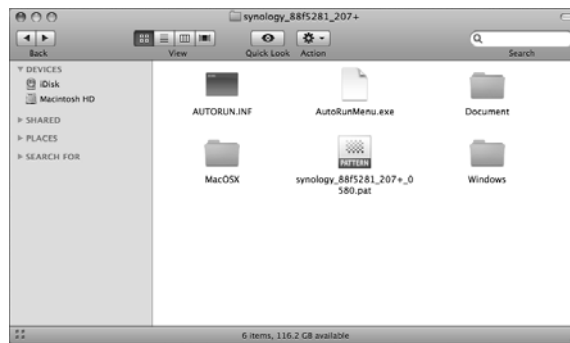 synology_88f5281_207+
Back
View
Quick Look
Action
Search
DEVICES
iDisk
Macintosh HD
SHARED
PLACES
SEARCH FOR
AUTORUN.INF
AutoRunMenu.exe
Document
MacOSX
PATTERN
synology_88f5281_207+_0
580.pat
Windows
6 items, 116.2 GB available